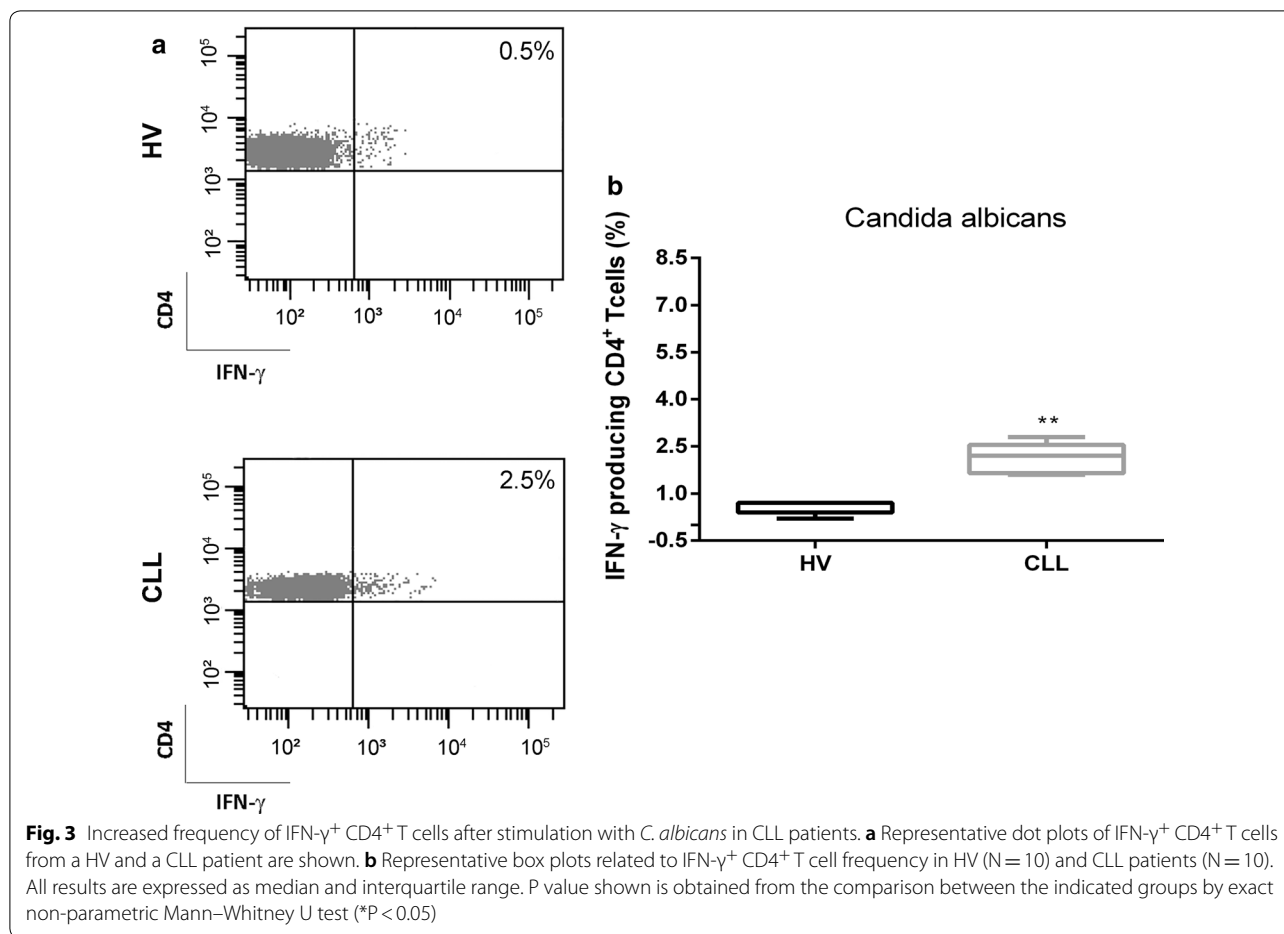 a
0.5%
10⁵
10⁴
10³
10²
HV
CD4
10² 10³ 10⁴ 10⁵
IFN-γ
2.5%
10⁵
10⁴
10³
10²
CLL
CD4
10² 10³ 10⁴ 10⁵
IFN-γ
b
Candida albicans
IFN-γ producing CD4⁺ Tcells (%)
8.5
7.0
5.5
4.0
2.5
1.0
-0.5
**
HV CLL
Fig. 3 Increased frequency of IFN-γ⁺ CD4⁺ T cells after stimulation with C. albicans in CLL patients. a Representative dot plots of IFN-γ⁺ CD4⁺ T cells
from a HV and a CLL patient are shown. b Representative box plots related to IFN-γ⁺ CD4⁺ T cell frequency in HV (N = 10) and CLL patients (N = 10).
All results are expressed as median and interquartile range. P value shown is obtained from the comparison between the indicated groups by exact
non-parametric Mann–Whitney U test (*P < 0.05)